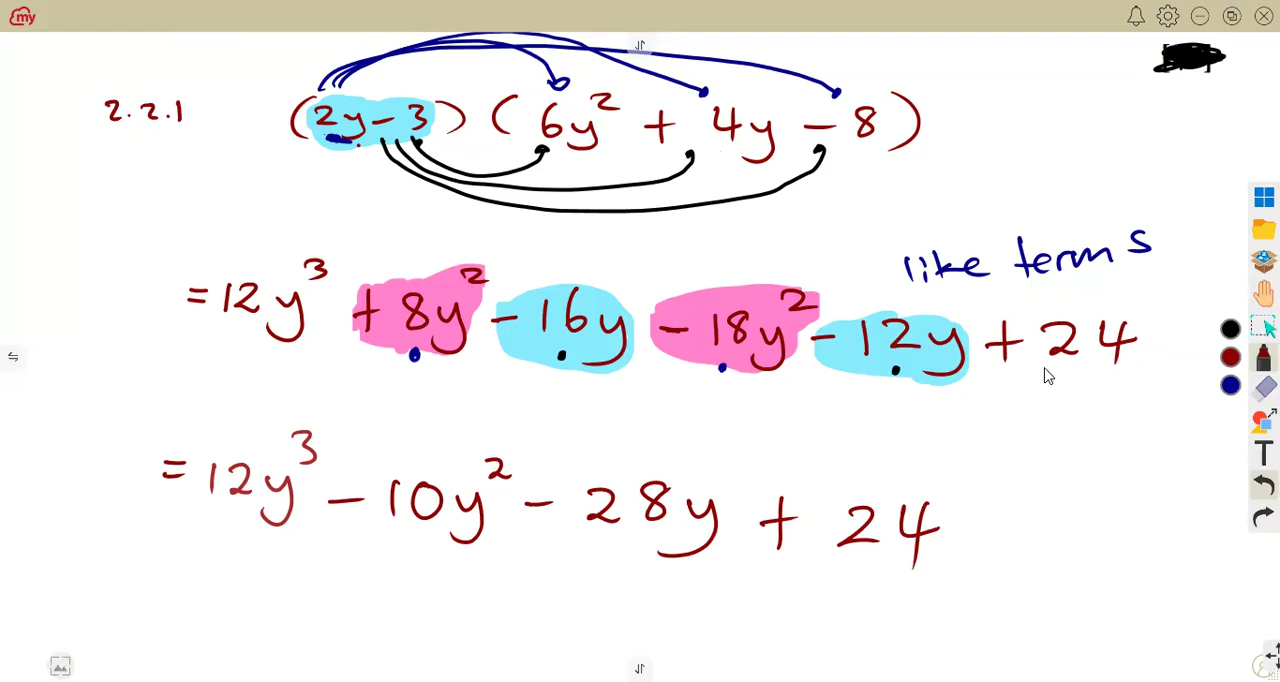 my
2.2.1 (2y - 3) (6y² + 4y - 8)
like terms
= 12y³ + 8y² - 16y - 18y² - 12y + 24
= 12y³ - 10y² - 28y + 24
T